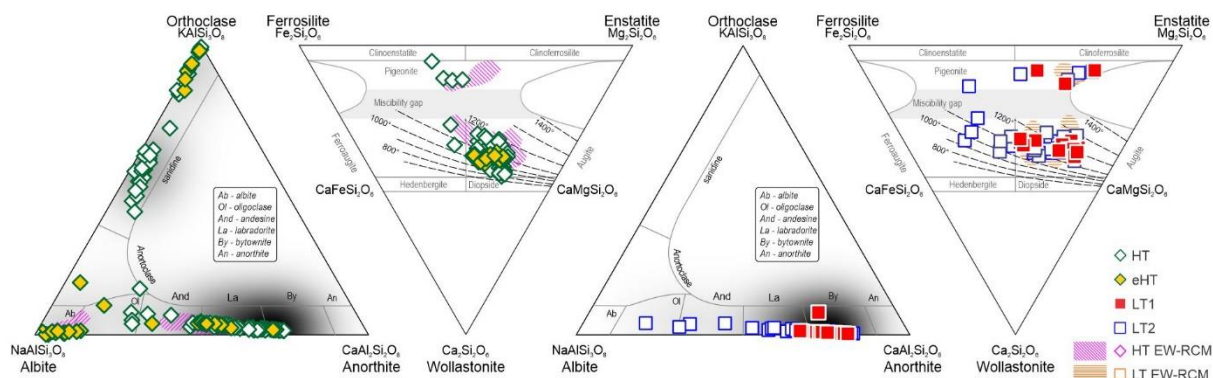 Orthoclase
KAlSi₃O₈
sanidine
Anortoclase
Ab - albite
Ol - oligoclase
And - andesine
La - labradorite
By - bytownite
An - anorthite
Ab
Ol
And
La
By
An
NaAlSi₃O₈
Albite
CaAl₂Si₂O₈
Anorthite
Ferrosilite
Fe₂Si₂O₆
Enstatite
Mg₂Si₂O₆
Clinoenstatite
Clinoferrosilite
Pigeonite
Miscibility gap
1000°
1200°
1400°
800°
Ferroaugite
Augite
CaFeSi₂O₆
CaMgSi₂O₆
Hedenbergite
Diopside
Ca₂Si₂O₆
Wollastonite
Orthoclase
KAlSi₃O₈
sanidine
Anortoclase
Ab - albite
Ol - oligoclase
And - andesine
La - labradorite
By - bytownite
An - anorthite
Ab
Ol
And
La
By
An
NaAlSi₃O₈
Albite
CaAl₂Si₂O₈
Anorthite
Ferrosilite
Fe₂Si₂O₆
Enstatite
Mg₂Si₂O₆
Clinoenstatite
Clinoferrosilite
Pigeonite
Miscibility gap
1000°
1200°
1400°
800°
Ferroaugite
Augite
CaFeSi₂O₆
CaMgSi₂O₆
Hedenbergite
Diopside
Ca₂Si₂O₆
Wollastonite
HT
eHT
LT1
LT2
HT EW-RCM
LT EW-RCM